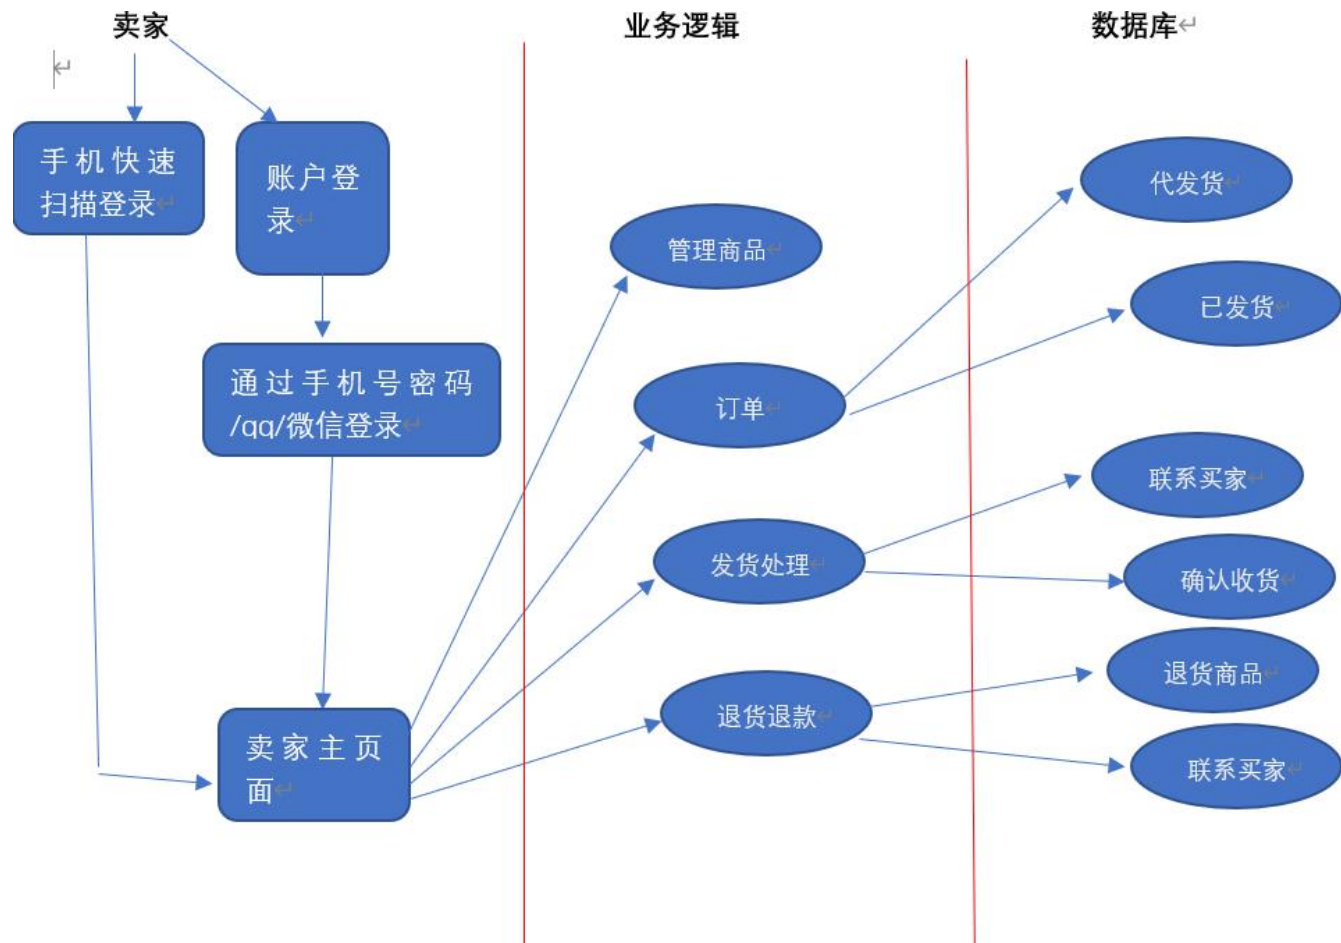 卖家
业务逻辑
数据库
手机快速
扫描登录
账户登
录
代发货
管理商品
已发货
通过手机号密码
/qq/微信登录
订单
联系买家
发货处理
确认收货
退货商品
卖家主页
面
退货退款
联系买家